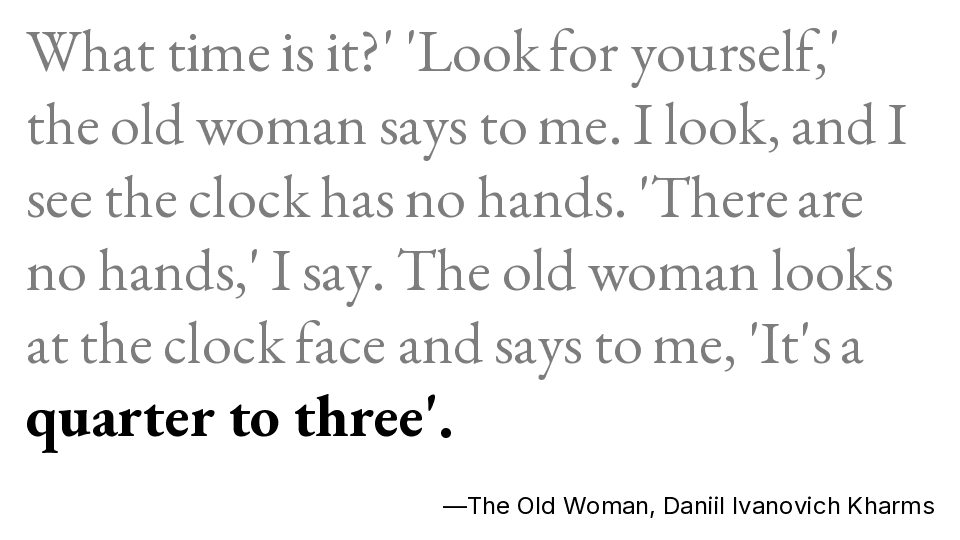 What time is it?' 'Look for yourself,'
the old woman says to me. I look, and I
see the clock has no hands. 'There are
no hands,' I say. The old woman looks
at the clock face and says to me, 'It's a
quarter to three'.
—The Old Woman, Daniil Ivanovich Kharms